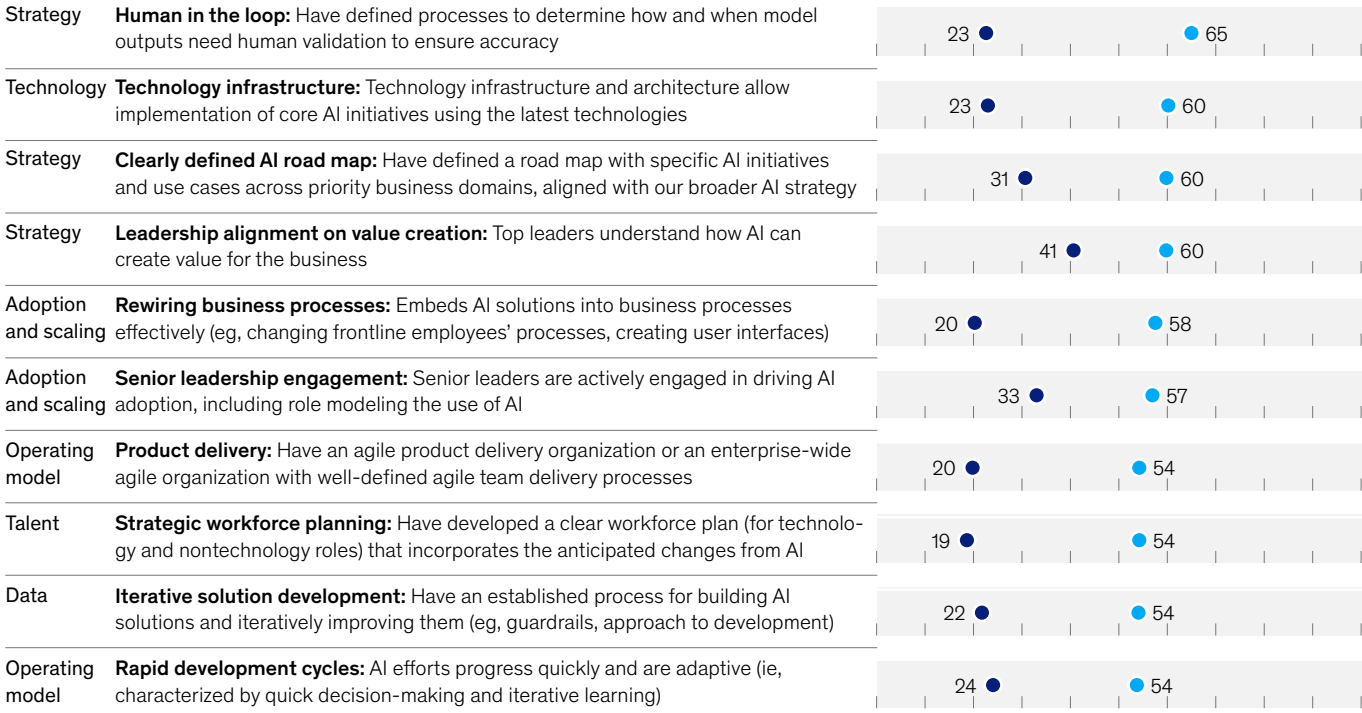 Strategy
Human in the loop: Have defined processes to determine how and when model
outputs need human validation to ensure accuracy
23
65
Technology
Technology infrastructure: Technology infrastructure and architecture allow
implementation of core AI initiatives using the latest technologies
23
60
Strategy
Clearly defined AI road map: Have defined a road map with specific AI initiatives
and use cases across priority business domains, aligned with our broader AI strategy
31
60
Strategy
Leadership alignment on value creation: Top leaders understand how AI can
create value for the business
41
60
Adoption
and scaling
Rewiring business processes: Embeds AI solutions into business processes
effectively (eg, changing frontline employees’ processes, creating user interfaces)
20
58
Adoption
and scaling
Senior leadership engagement: Senior leaders are actively engaged in driving AI
adoption, including role modeling the use of AI
33
57
Operating
model
Product delivery: Have an agile product delivery organization or an enterprise-wide
agile organization with well-defined agile team delivery processes
20
54
Talent
Strategic workforce planning: Have developed a clear workforce plan (for technolo-
gy and nontechnology roles) that incorporates the anticipated changes from AI
19
54
Data
Iterative solution development: Have an established process for building AI
solutions and iteratively improving them (eg, guardrails, approach to development)
22
54
Operating
model
Rapid development cycles: AI efforts progress quickly and are adaptive (ie,
characterized by quick decision-making and iterative learning)
24
54